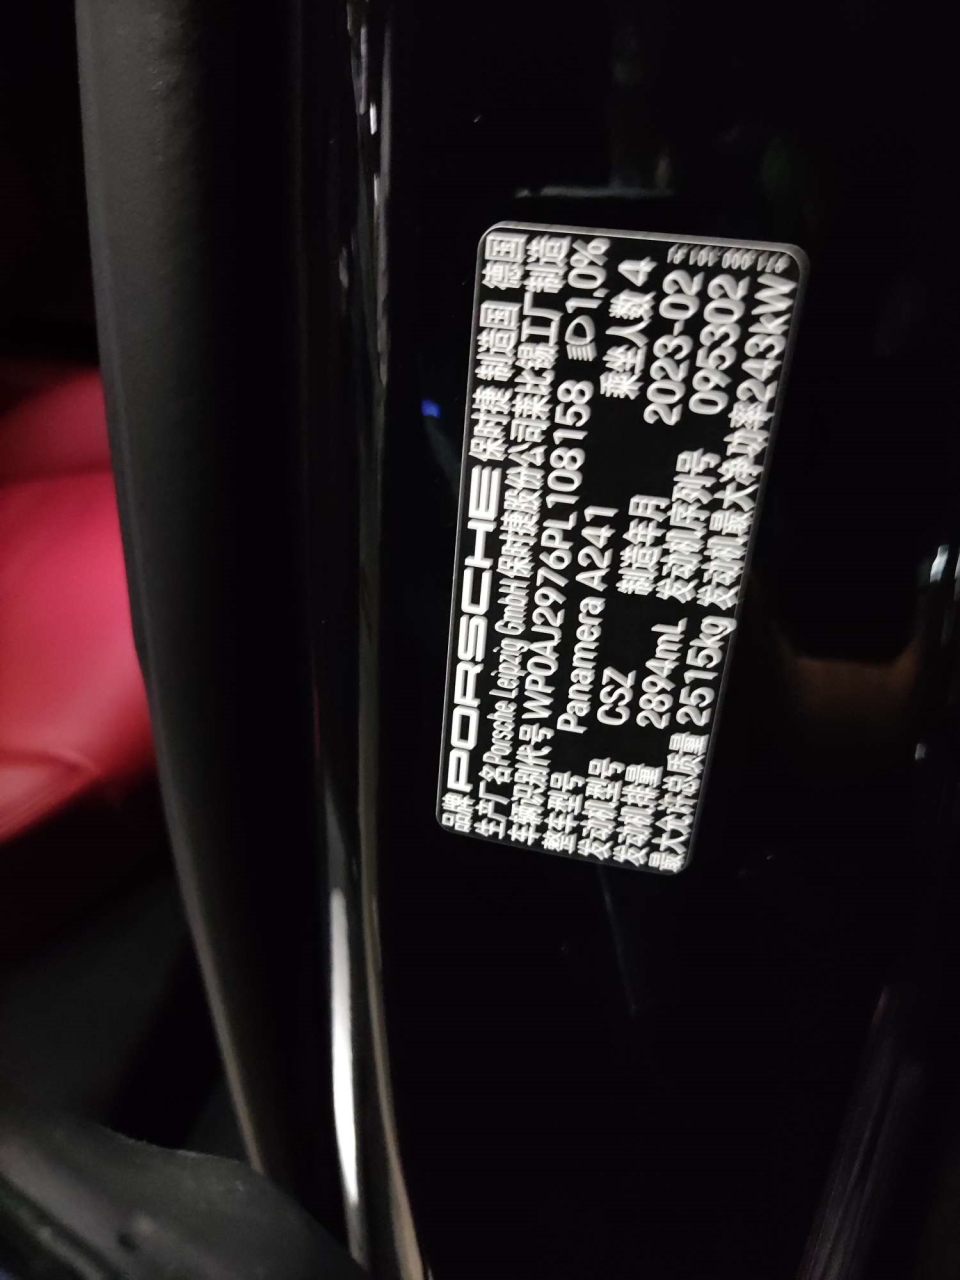 品牌 PORSCHE 保时捷 制造国 德国
生产厂名 Porsche Leipzig GmbH 保时捷股份公司莱比锡工厂制造
车辆识别代号 WP0AJ2976PL108158 1,0%
整车型号 Panamera A241 乘坐人数 4
发动机型号 CSZ 制造年月 2023-02
发动机排量 2894mL 发动机序列号 095302
最大允许总质量 2515kg 发动机最大净功率 243kW